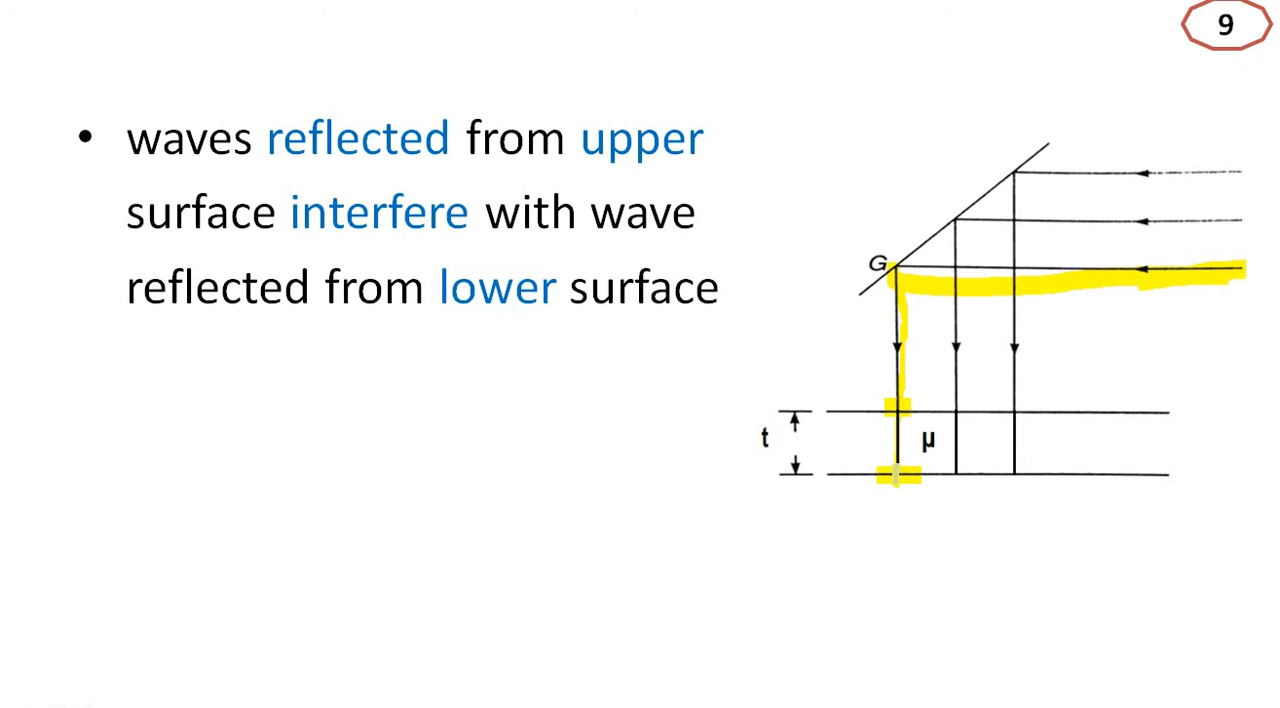 9
• waves reflected from upper
surface interfere with wave
reflected from lower surface
G
t
μ